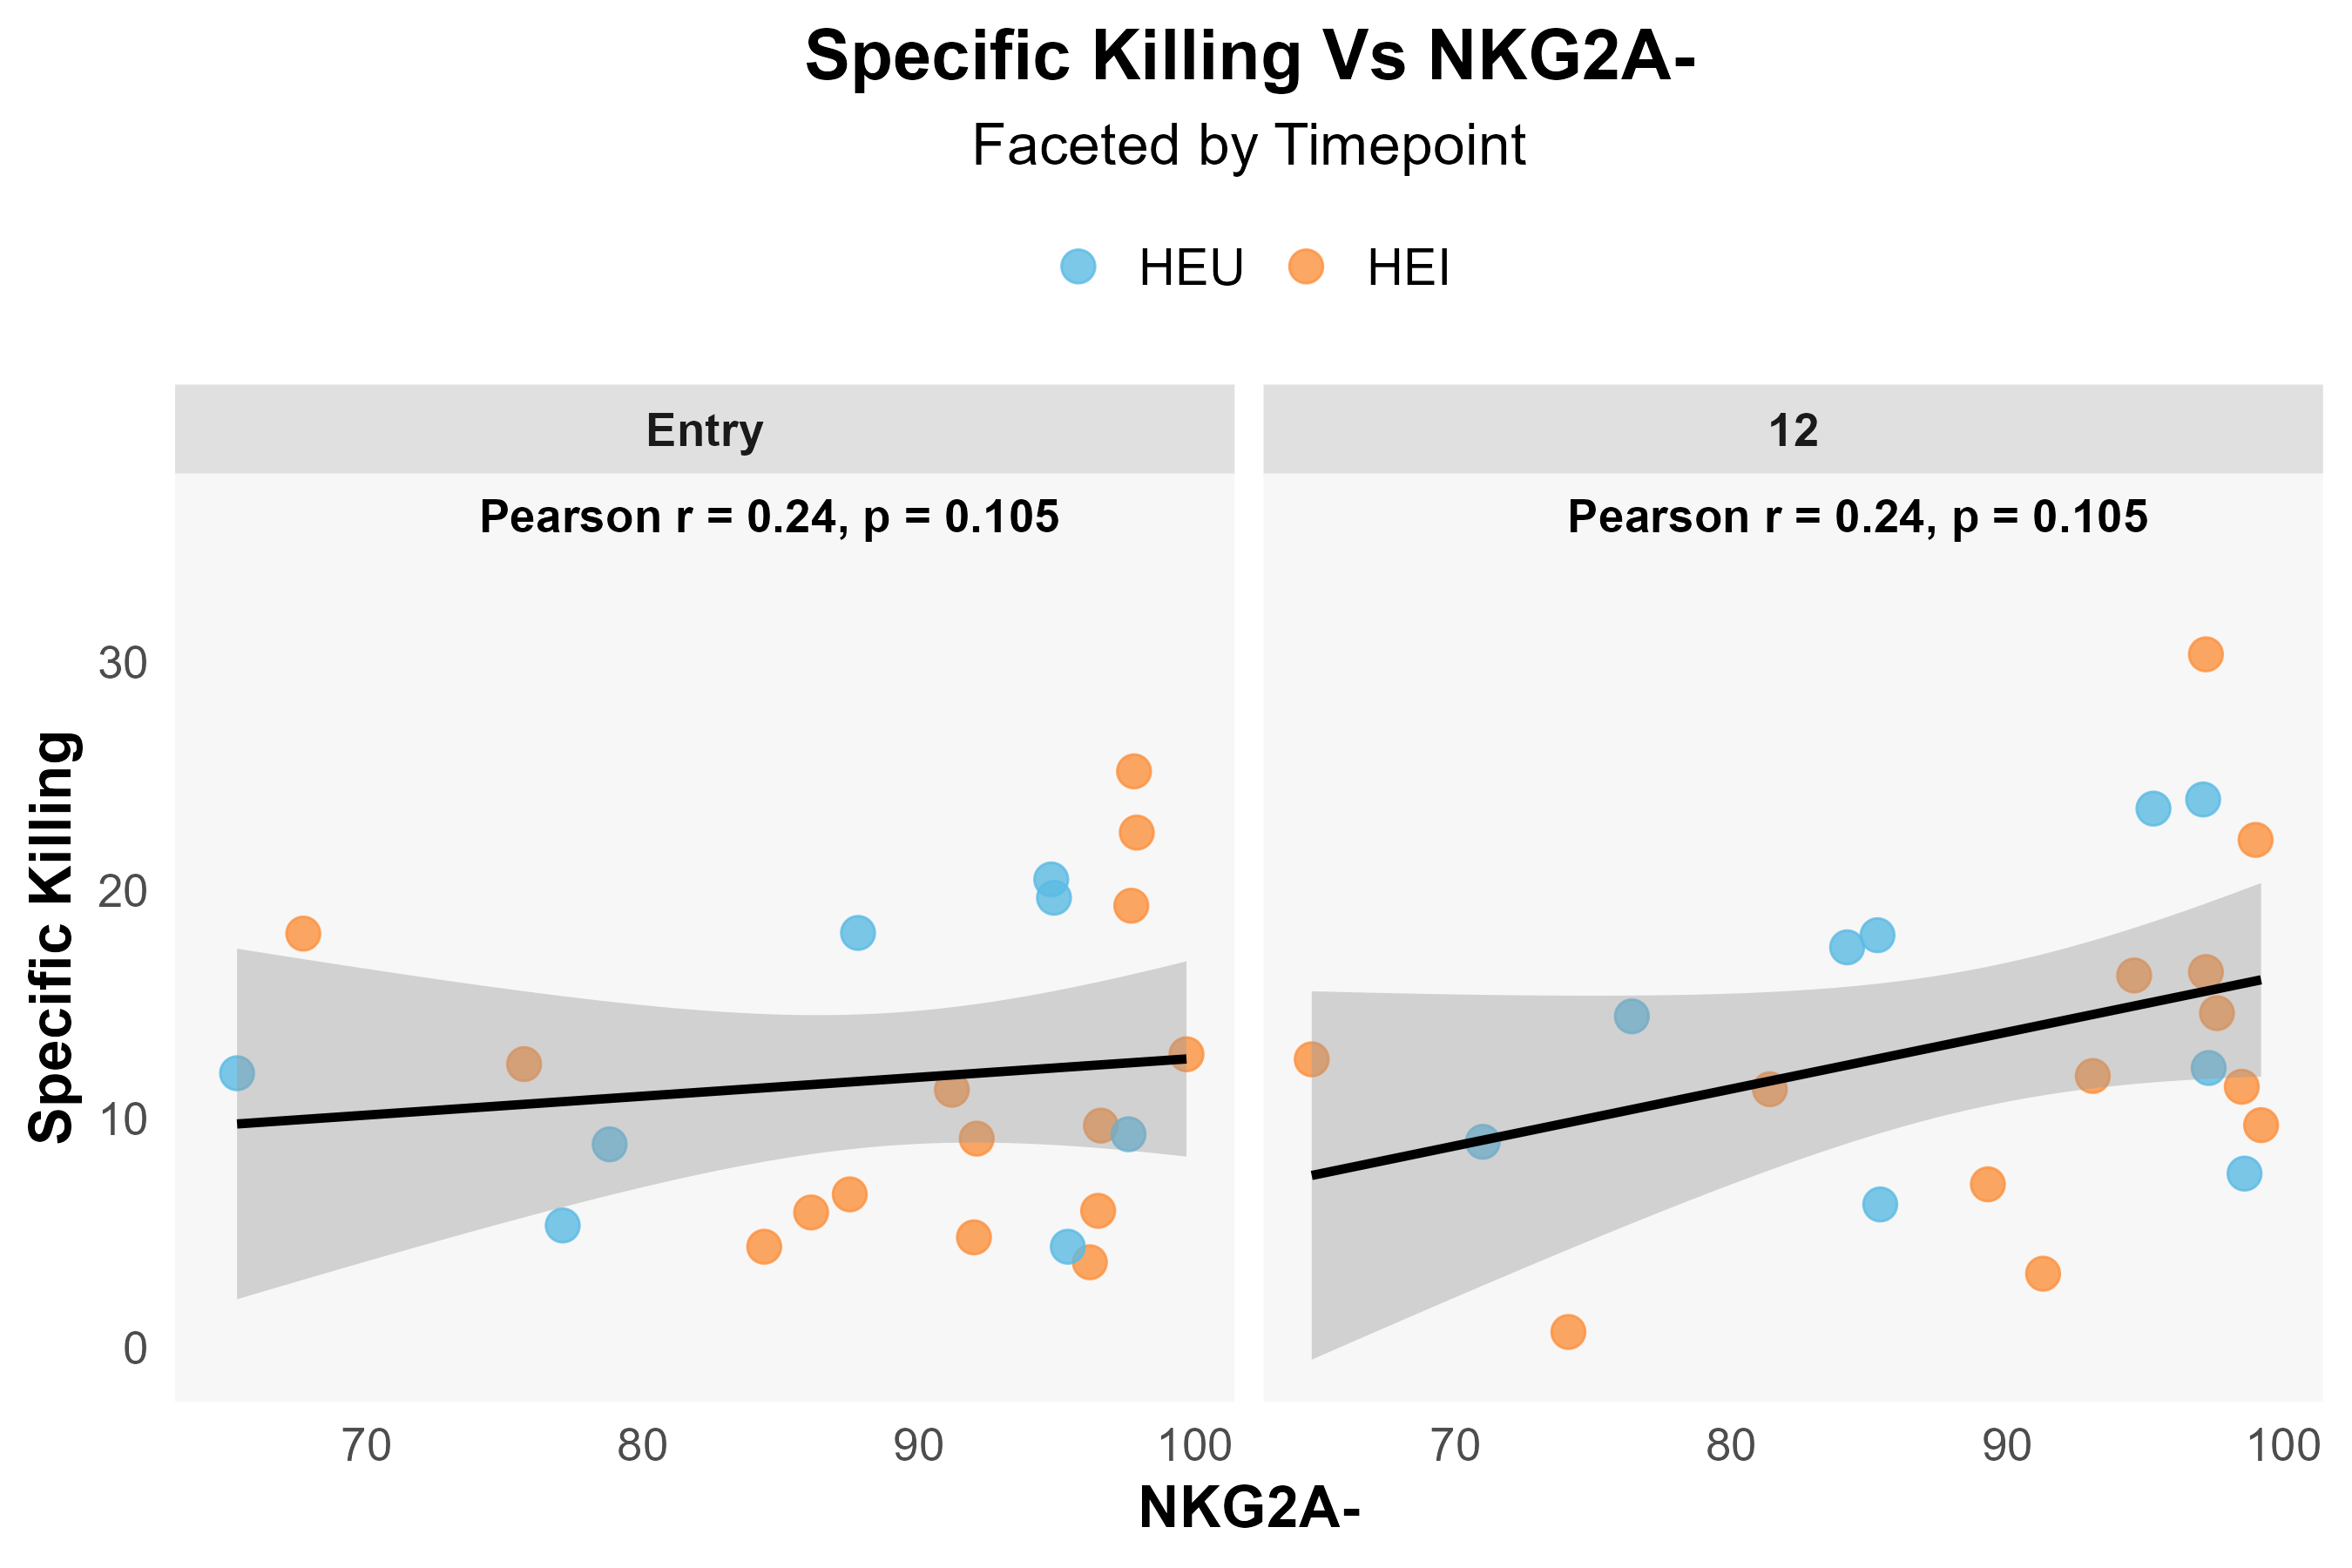 Specific Killing Vs NKG2A-
Faceted by Timepoint
HEU
HEI
Entry
12
Pearson r = 0.24, p = 0.105
Pearson r = 0.24, p = 0.105
Specific Killing
30
20
10
0
70
80
90
100
70
80
90
100
NKG2A-